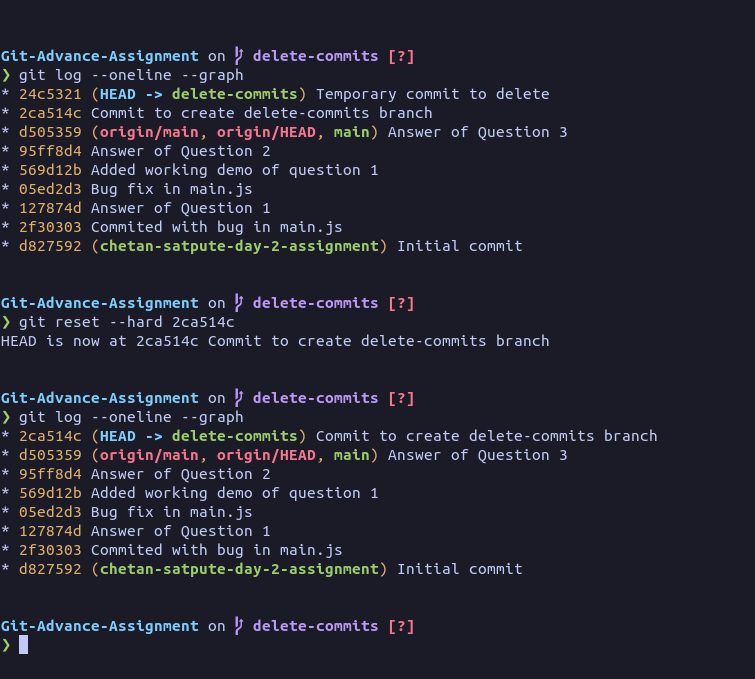 Git-Advance-Assignment on delete-commits [?]
❯ git log --oneline --graph
* 24c5321 (HEAD -> delete-commits) Temporary commit to delete
* 2ca514c Commit to create delete-commits branch
* d505359 (origin/main, origin/HEAD, main) Answer of Question 3
* 95ff8d4 Answer of Question 2
* 569d12b Added working demo of question 1
* 05ed2d3 Bug fix in main.js
* 127874d Answer of Question 1
* 2f30303 Commited with bug in main.js
* d827592 (chetan-satpute-day-2-assignment) Initial commit
Git-Advance-Assignment on delete-commits [?]
❯ git reset --hard 2ca514c
HEAD is now at 2ca514c Commit to create delete-commits branch
Git-Advance-Assignment on delete-commits [?]
❯ git log --oneline --graph
* 2ca514c (HEAD -> delete-commits) Commit to create delete-commits branch
* d505359 (origin/main, origin/HEAD, main) Answer of Question 3
* 95ff8d4 Answer of Question 2
* 569d12b Added working demo of question 1
* 05ed2d3 Bug fix in main.js
* 127874d Answer of Question 1
* 2f30303 Commited with bug in main.js
* d827592 (chetan-satpute-day-2-assignment) Initial commit
Git-Advance-Assignment on delete-commits [?]
❯